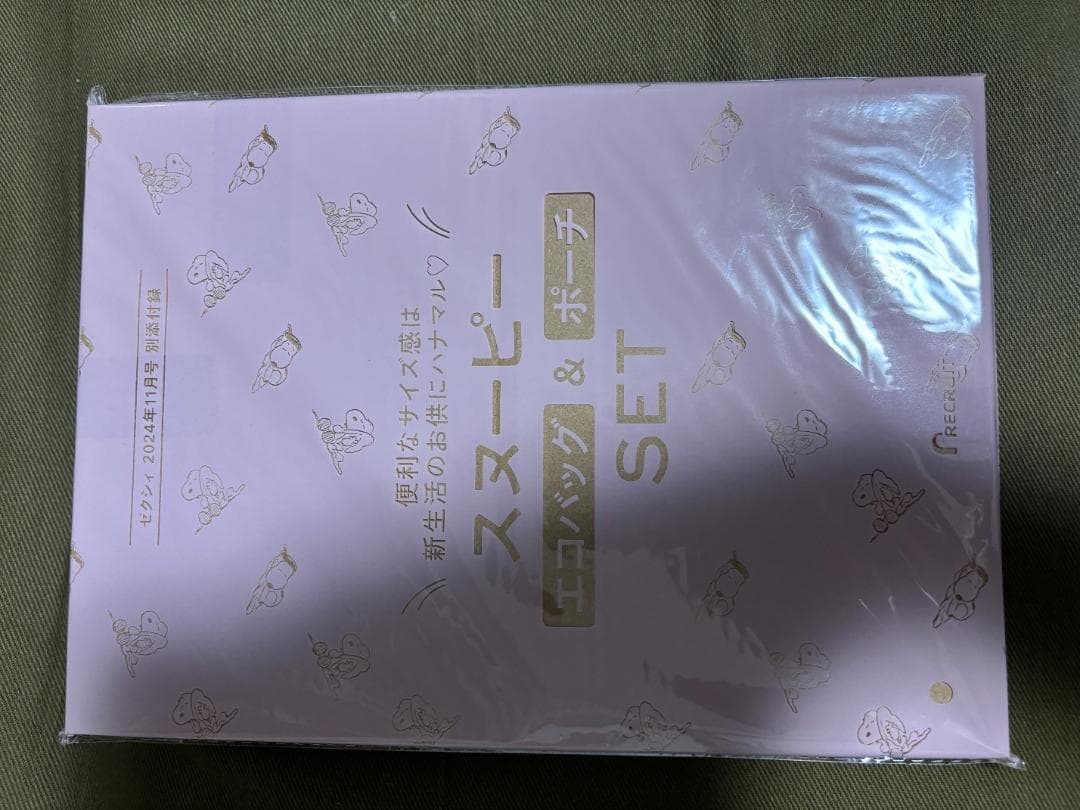 ゼクシィ 2024年11月号 別添付録
便利なサイズ感は
新生活のお供にハナマル♡
スヌーピー
エコバッグ & ポーチ
SET
RECRUIT